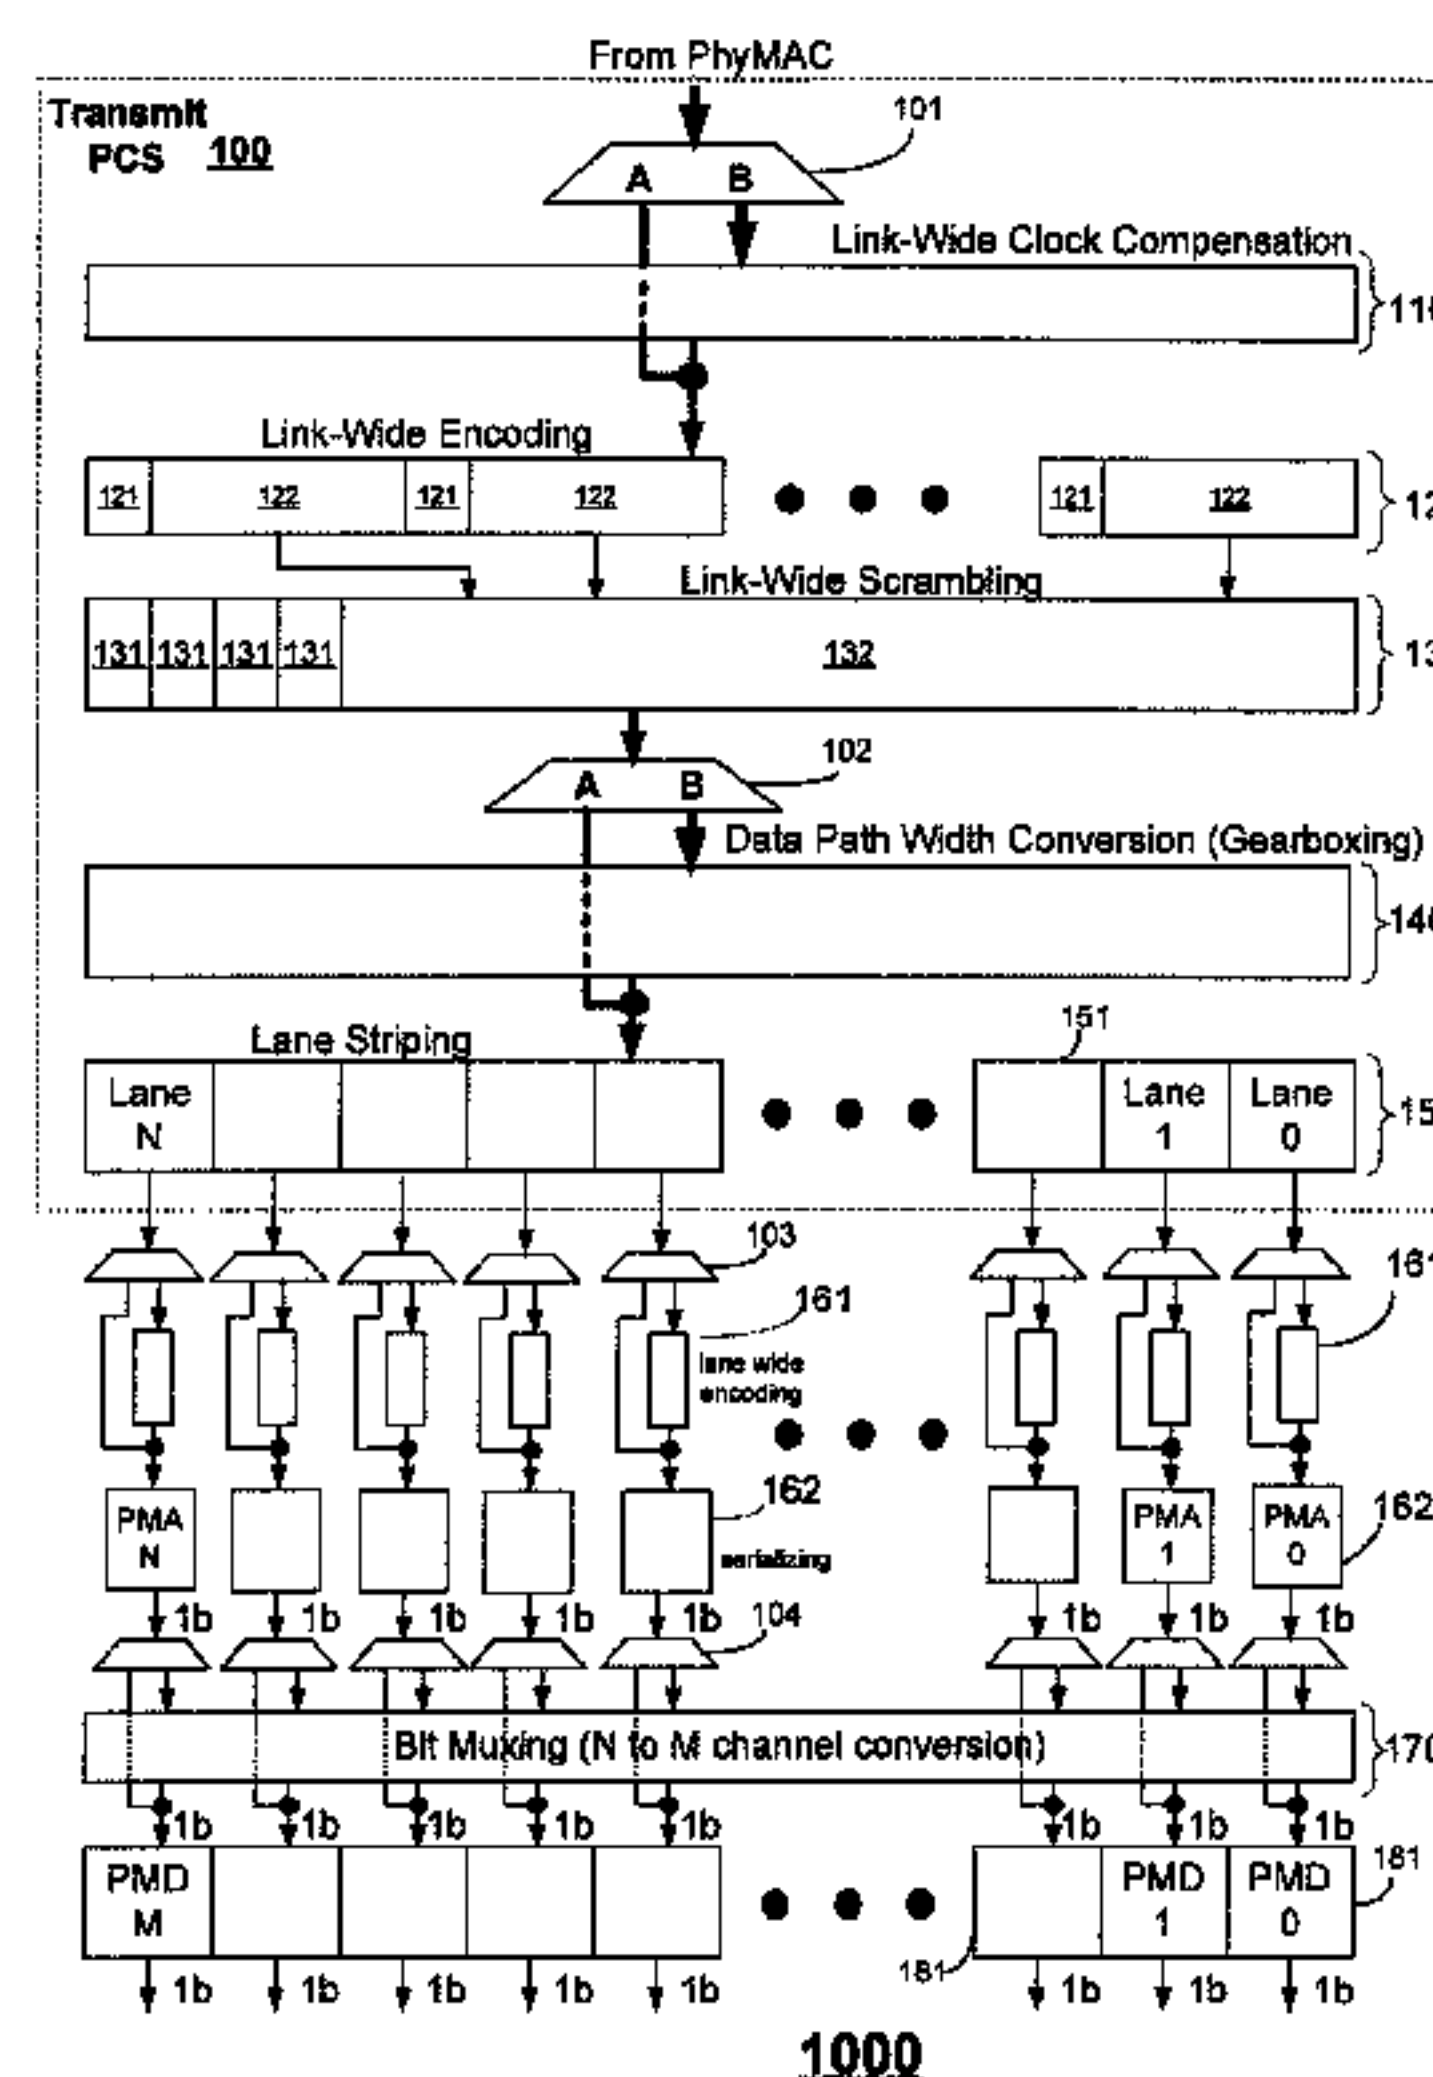 From PhyMAC
Transmit
PCS 100
101
A B
Link-Wide Clock Compensation
Link-Wide Encoding
121 122 121 122 121 122
Link-Wide Scrambling
131 131 131 131 132
102
A B
Data Path Width Conversion (Gearboxing)
Lane Striping
151
Lane N
Lane 1
Lane 0
103
161
161
lane wide
encoding
162
162
PMA N
PMA 1
PMA 0
serializing
1b 1b 1b 1b 1b 1b 1b 1b
104
Bit Muxing (N to M channel conversion)
170
1b 1b 1b 1b 1b 1b 1b 1b
PMD M
PMD 1
PMD 0
181
181
1b 1b 1b 1b 1b 1b 1b 1b
1000